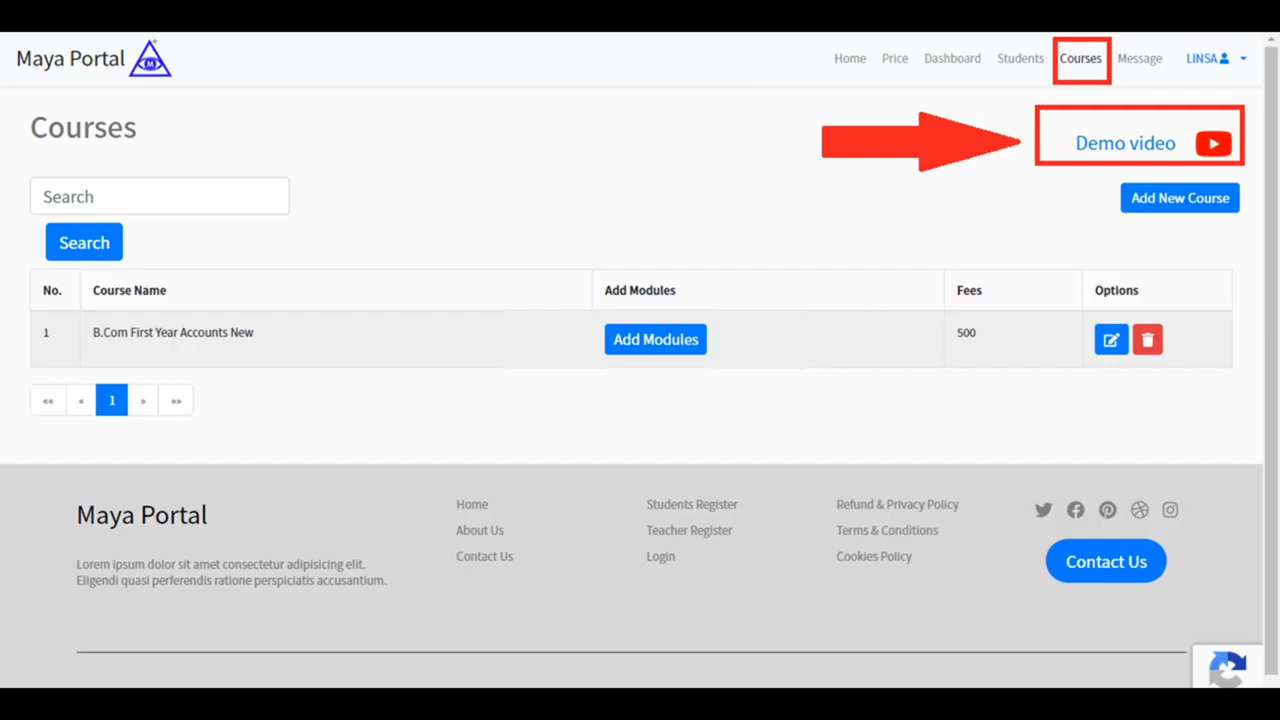 Maya Portal
Home Price Dashboard Students Courses Message LINSA
Courses
Demo video
Search
Add New Course
Search
No. Course Name Add Modules Fees Options
1 B.Com First Year Accounts New Add Modules 500
«« « 1 » »»
Maya Portal
Lorem ipsum dolor sit amet consectetur adipisicing elit.
Eligendi quasi perferendis ratione perspiciatis accusantium.
Home
About Us
Contact Us
Students Register
Teacher Register
Login
Refund & Privacy Policy
Terms & Conditions
Cookies Policy
Contact Us